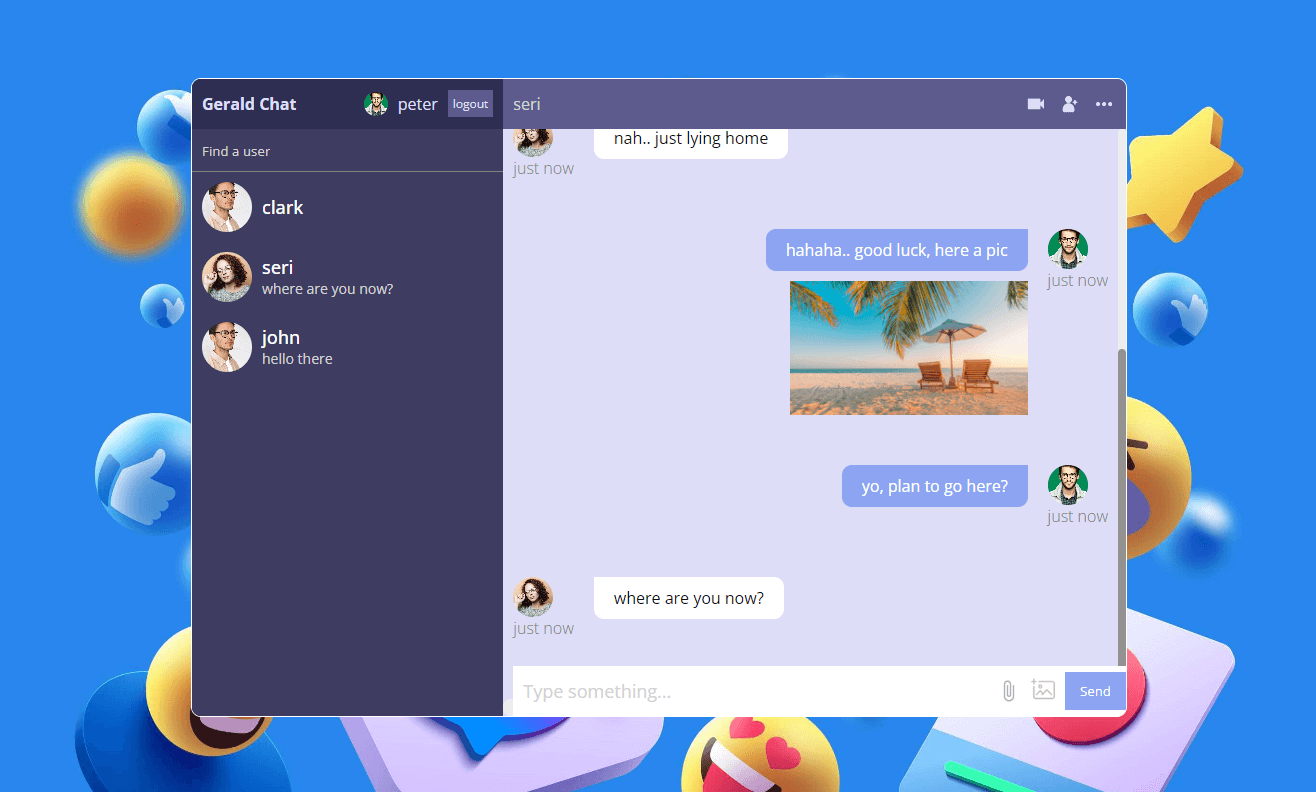 Gerald Chat
peter
logout
seri
Find a user
clark
seri
where are you now?
john
hello there
nah.. just lying home
just now
hahaha.. good luck, here a pic
just now
yo, plan to go here?
just now
where are you now?
just now
Type something...
Send